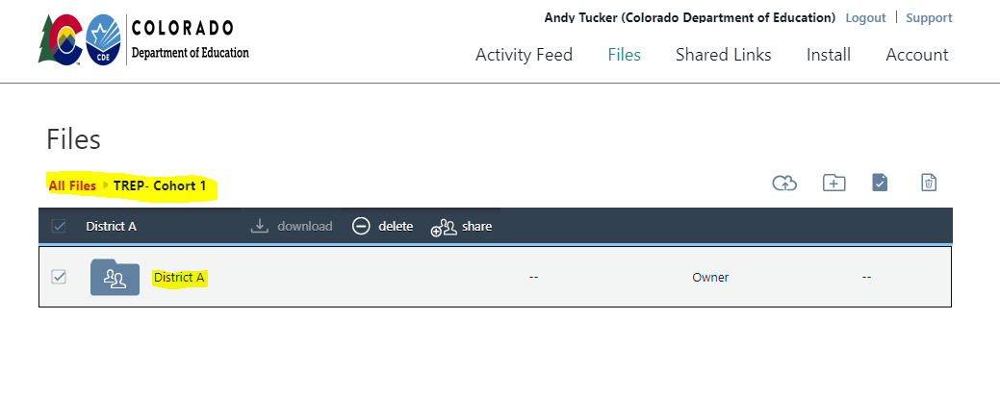 Andy Tucker (Colorado Department of Education) Logout | Support
COLORADO
Department of Education
CDE
TM
Activity Feed Files Shared Links Install Account
Files
All Files TREP- Cohort 1
District A download delete share
District A -- Owner --